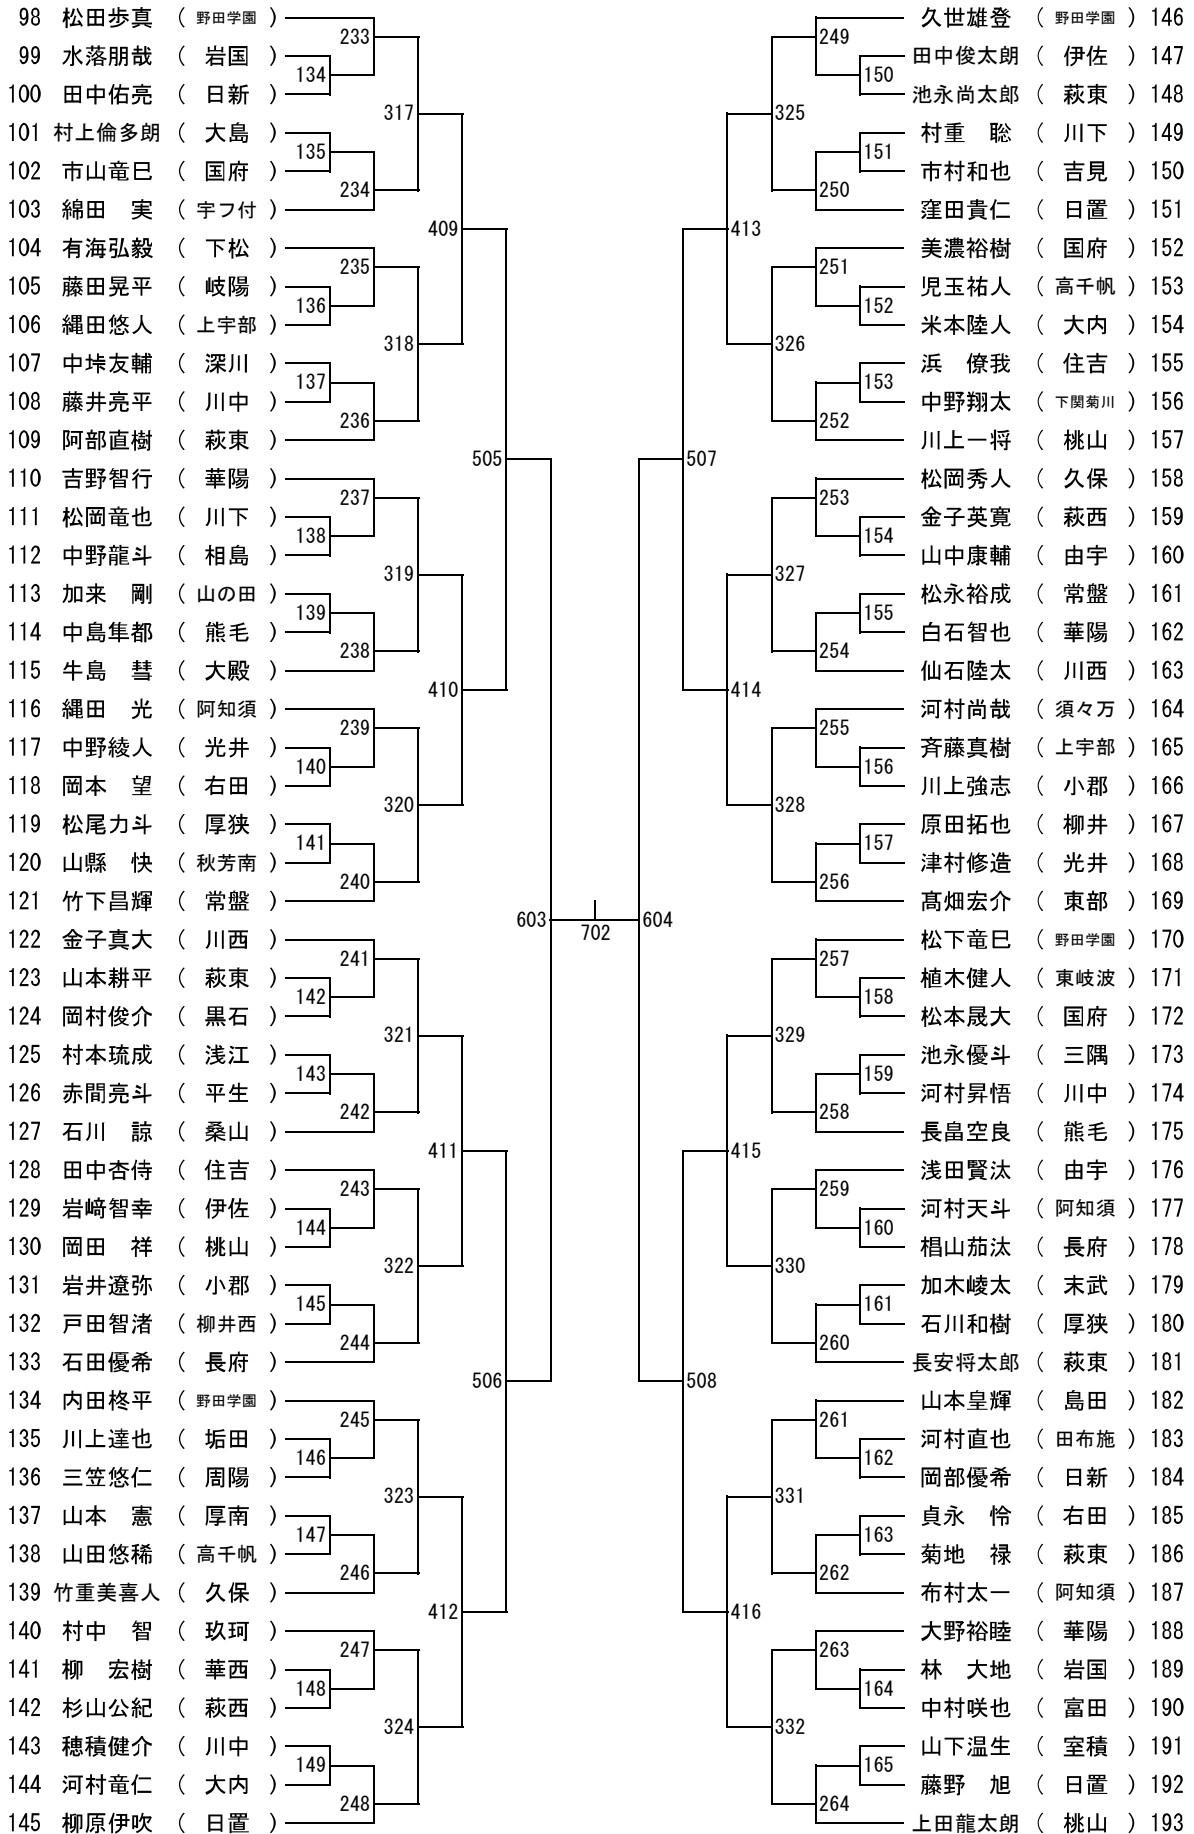 98 松田歩真 ( 野田学園 )
99 水落朋哉 ( 岩国 )
100 田中佑亮 ( 日新 )
101 村上倫多朗 ( 大島 )
102 市山竜巳 ( 国府 )
103 綿田 実 ( 宇フ付 )
104 有海弘毅 ( 下松 )
105 藤田晃平 ( 岐陽 )
106 縄田悠人 ( 上宇部 )
107 中垰友輔 ( 深川 )
108 藤井亮平 ( 川中 )
109 阿部直樹 ( 萩東 )
110 吉野智行 ( 華陽 )
111 松岡竜也 ( 川下 )
112 中野龍斗 ( 相島 )
113 加来 剛 ( 山の田 )
114 中島隼都 ( 熊毛 )
115 牛島 彗 ( 大殿 )
116 縄田 光 ( 阿知須 )
117 中野綾人 ( 光井 )
118 岡本 望 ( 右田 )
119 松尾力斗 ( 厚狭 )
120 山縣 快 ( 秋芳南 )
121 竹下昌輝 ( 常盤 )
122 金子真大 ( 川西 )
123 山本耕平 ( 萩東 )
124 岡村俊介 ( 黒石 )
125 村本琉成 ( 浅江 )
126 赤間亮斗 ( 平生 )
127 石川 諒 ( 桑山 )
128 田中杏侍 ( 住吉 )
129 岩﨑智幸 ( 伊佐 )
130 岡田 祥 ( 桃山 )
131 岩井遼弥 ( 小郡 )
132 戸田智渚 ( 柳井西 )
133 石田優希 ( 長府 )
134 内田柊平 ( 野田学園 )
135 川上達也 ( 垢田 )
136 三笠悠仁 ( 周陽 )
137 山本 憲 ( 厚南 )
138 山田悠稀 ( 高千帆 )
139 竹重美喜人 ( 久保 )
140 村中 智 ( 玖珂 )
141 柳 宏樹 ( 華西 )
142 杉山公紀 ( 萩西 )
143 穂積健介 ( 川中 )
144 河村竜仁 ( 大内 )
145 柳原伊吹 ( 日置 )
134
135
136
137
138
139
140
141
142
143
144
145
146
147
148
149
233
234
235
236
237
238
239
240
241
242
243
244
245
246
247
248
317
318
319
320
321
322
323
324
409
410
411
412
505
506
603
702
604
507
508
413
414
415
416
325
326
327
328
329
330
331
332
249
250
251
252
253
254
255
256
257
258
259
260
261
262
263
264
150
151
152
153
154
155
156
157
158
159
160
161
162
163
164
165
久世雄登 ( 野田学園 ) 146
田中俊太朗 ( 伊佐 ) 147
池永尚太郎 ( 萩東 ) 148
村重 聡 ( 川下 ) 149
市村和也 ( 吉見 ) 150
窪田貴仁 ( 日置 ) 151
美濃裕樹 ( 国府 ) 152
児玉祐人 ( 高千帆 ) 153
米本陸人 ( 大内 ) 154
浜 僚我 ( 住吉 ) 155
中野翔太 ( 下関菊川 ) 156
川上一将 ( 桃山 ) 157
松岡秀人 ( 久保 ) 158
金子英寛 ( 萩西 ) 159
山中康輔 ( 由宇 ) 160
松永裕成 ( 常盤 ) 161
白石智也 ( 華陽 ) 162
仙石陸太 ( 川西 ) 163
河村尚哉 ( 須々万 ) 164
斉藤真樹 ( 上宇部 ) 165
川上強志 ( 小郡 ) 166
原田拓也 ( 柳井 ) 167
津村修造 ( 光井 ) 168
髙畑宏介 ( 東部 ) 169
松下竜巳 ( 野田学園 ) 170
植木健人 ( 東岐波 ) 171
松本晟大 ( 国府 ) 172
池永優斗 ( 三隅 ) 173
河村昇悟 ( 川中 ) 174
長畠空良 ( 熊毛 ) 175
浅田賢汰 ( 由宇 ) 176
河村天斗 ( 阿知須 ) 177
椙山茄汰 ( 長府 ) 178
加木崚太 ( 末武 ) 179
石川和樹 ( 厚狭 ) 180
長安将太郎 ( 萩東 ) 181
山本皇輝 ( 島田 ) 182
河村直也 ( 田布施 ) 183
岡部優希 ( 日新 ) 184
貞永 怜 ( 右田 ) 185
菊地 禄 ( 萩東 ) 186
布村太一 ( 阿知須 ) 187
大野裕睦 ( 華陽 ) 188
林 大地 ( 岩国 ) 189
中村咲也 ( 富田 ) 190
山下温生 ( 室積 ) 191
藤野 旭 ( 日置 ) 192
上田龍太朗 ( 桃山 ) 193